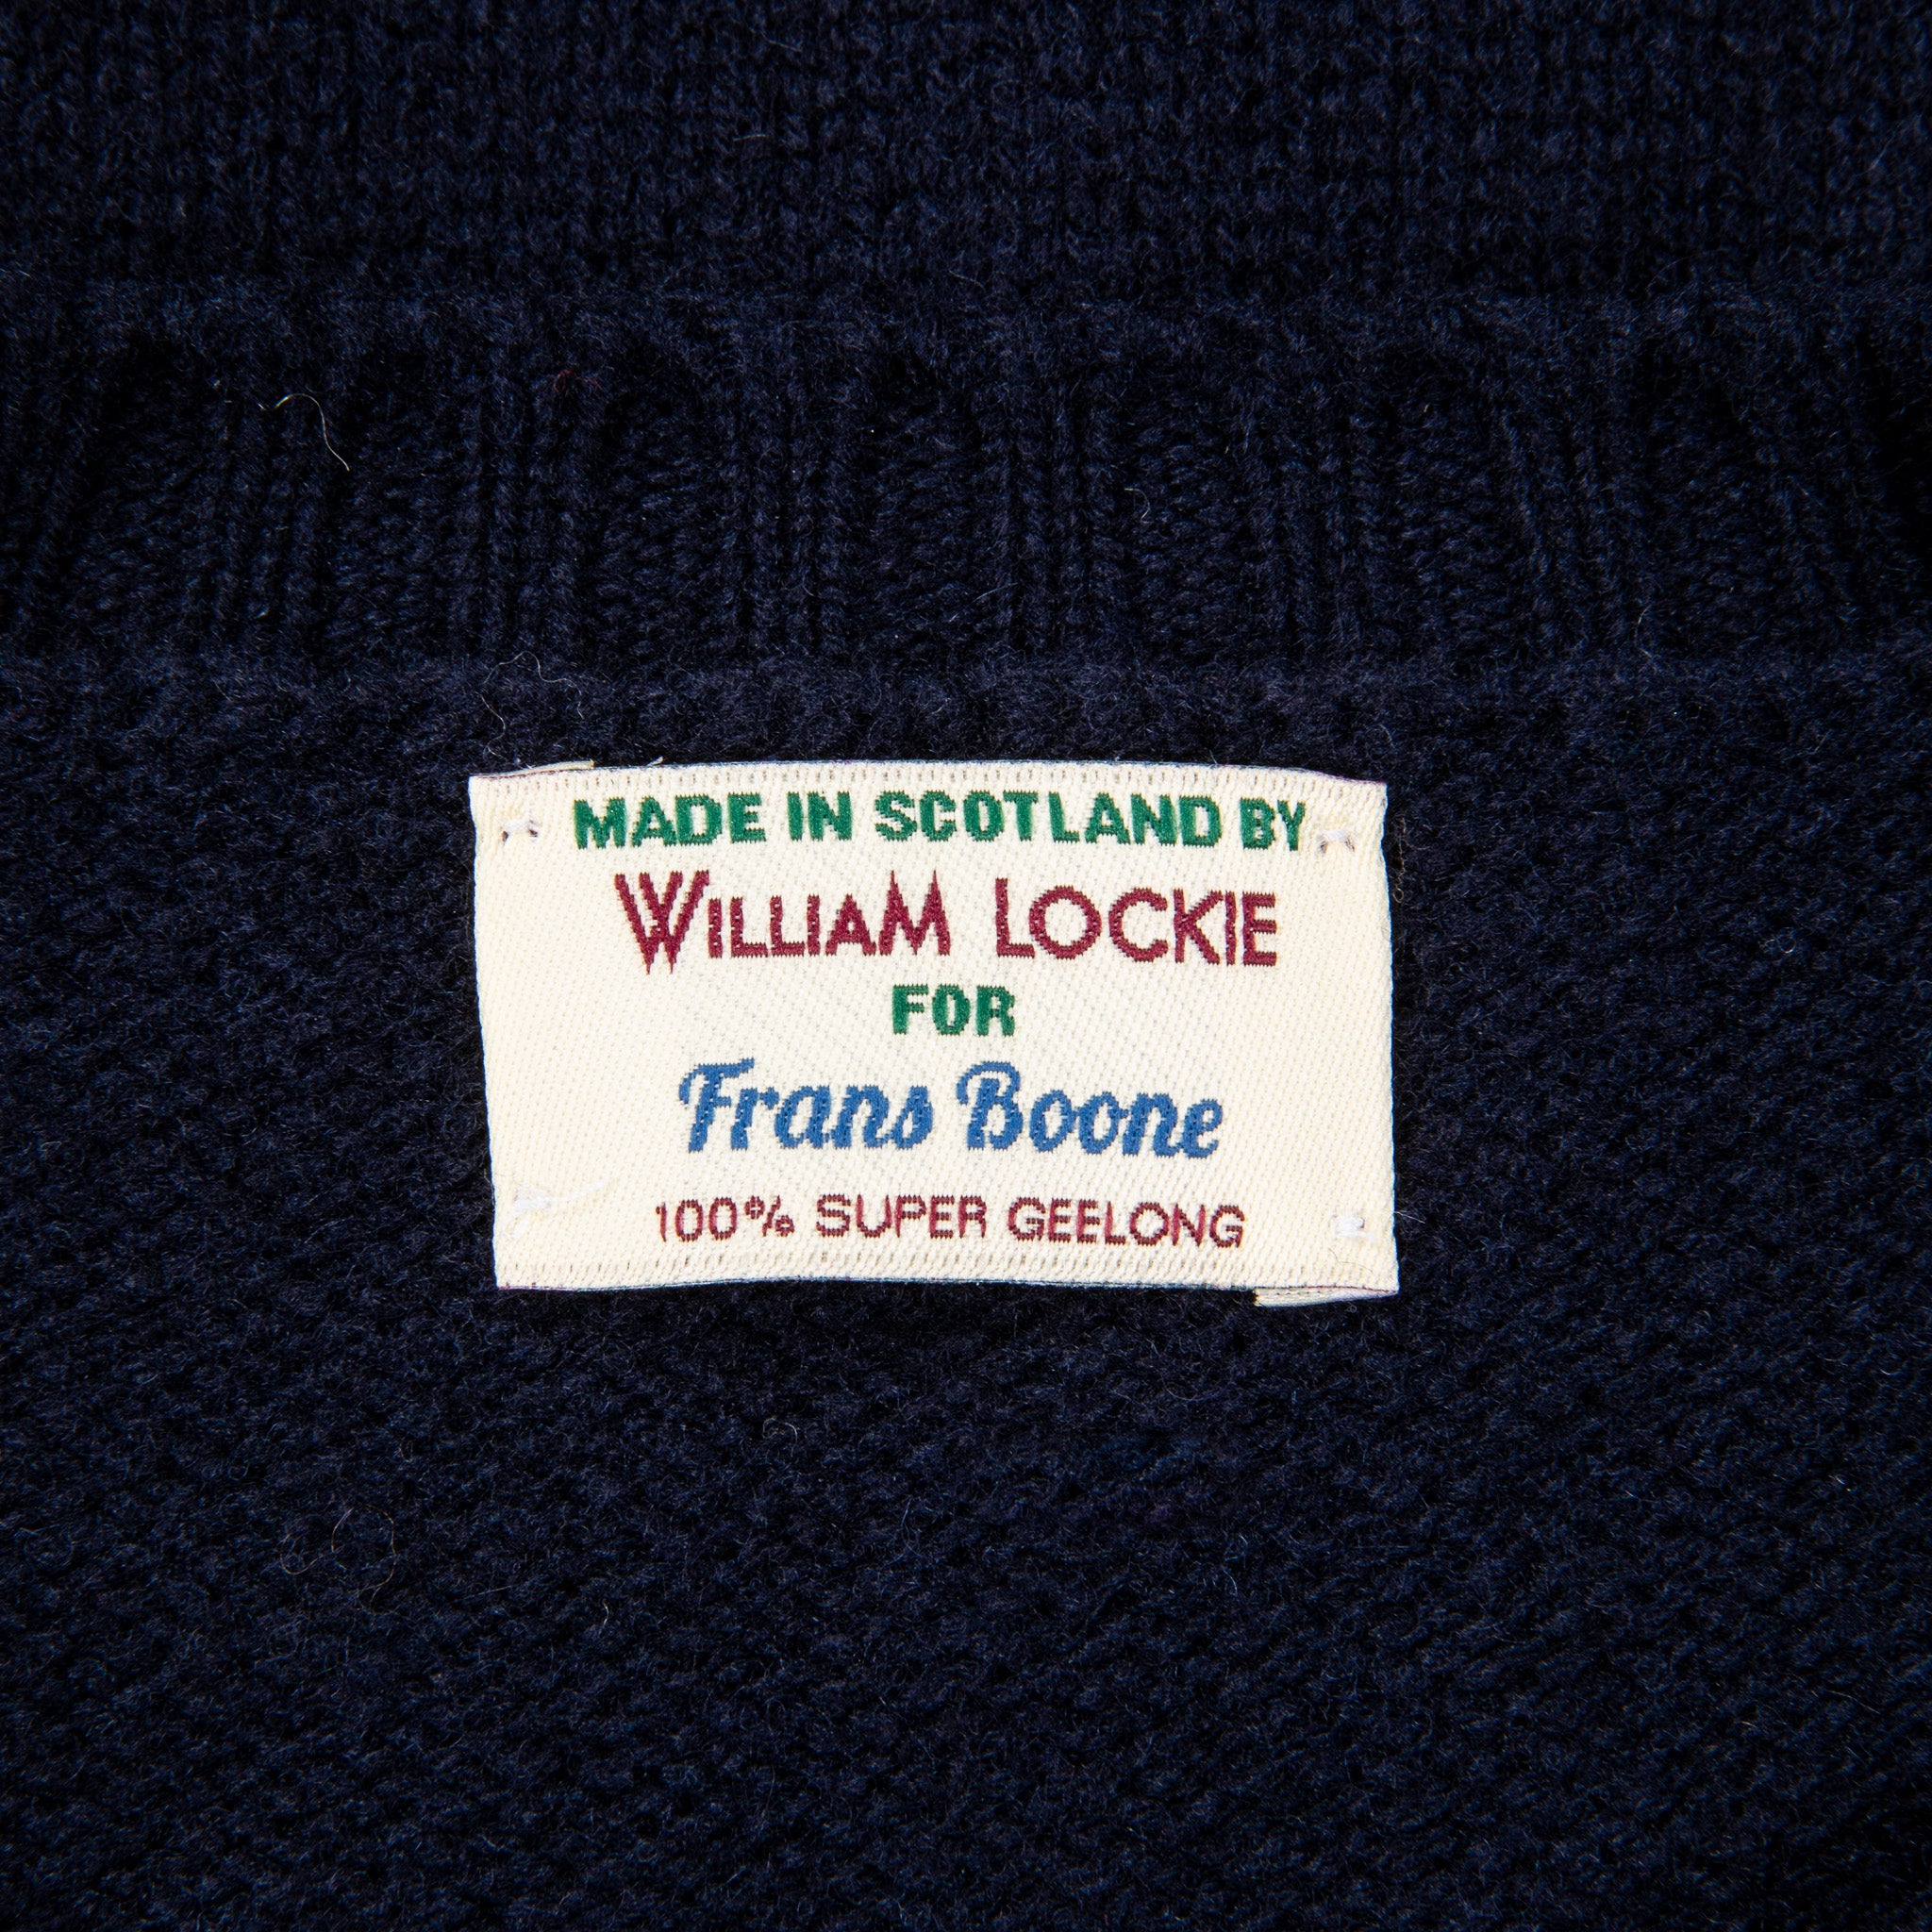 MADE IN SCOTLAND BY
WILLIAM LOCKIE
FOR
Frans Boone
100% SUPER GEELONG